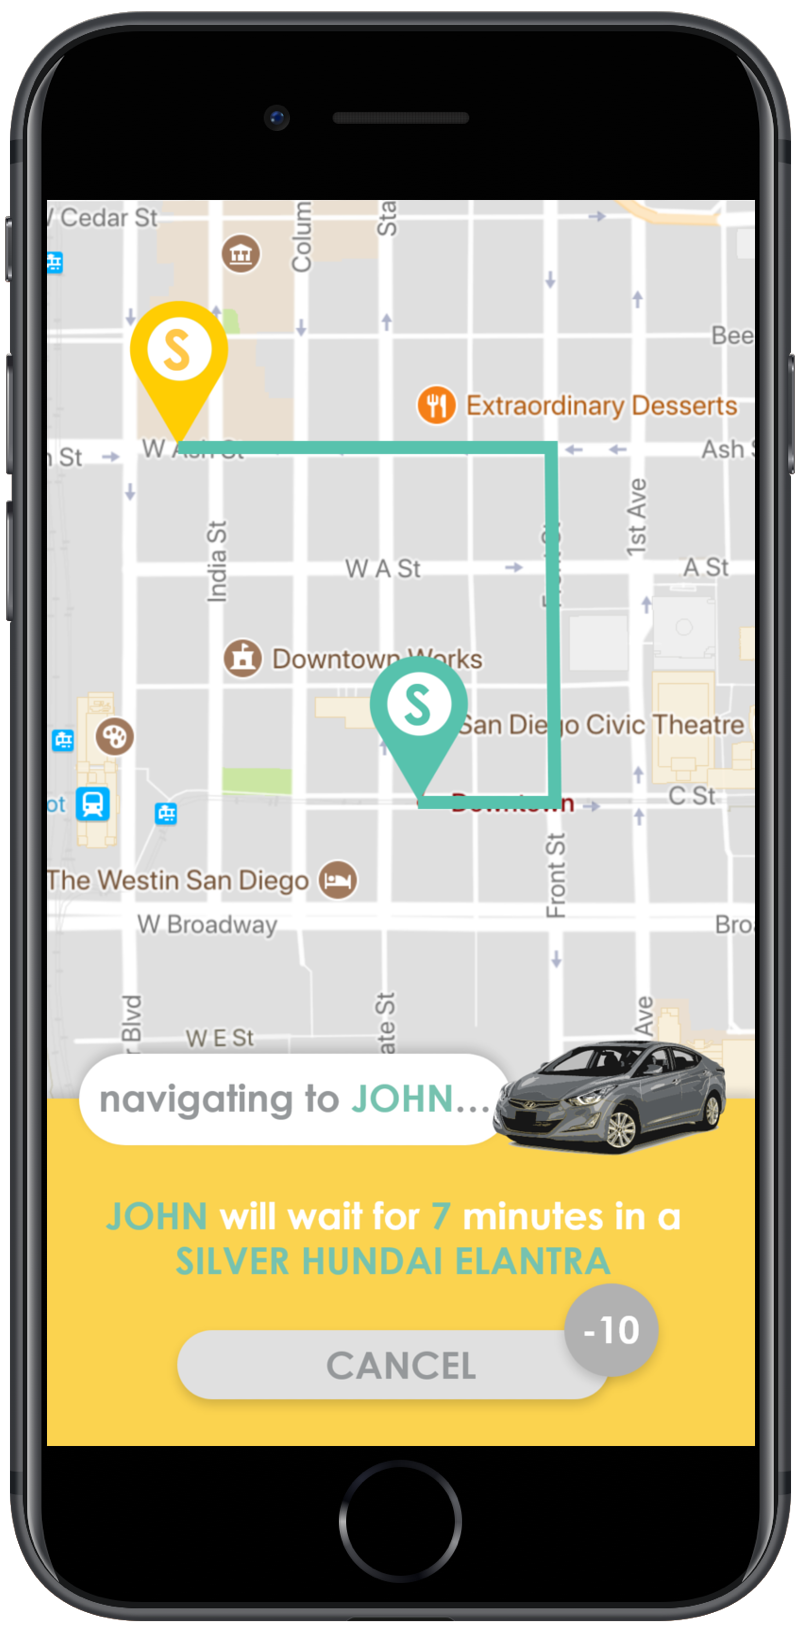 / Cedar St
Colum
Sta
Bee
S
Extraordinary Desserts
n St
W Ash St
Ash S
India St
1st Ave
Front St
W A St
A St
Downtown Works
S
San Diego Civic Theatre
ot
Downtown
C St
The Westin San Diego
Front St
W Broadway
Bro
r Blvd
ate St
Ave
W E St
navigating to JOHN...
JOHN will wait for 7 minutes in a
SILVER HUNDAI ELANTRA
-10
CANCEL